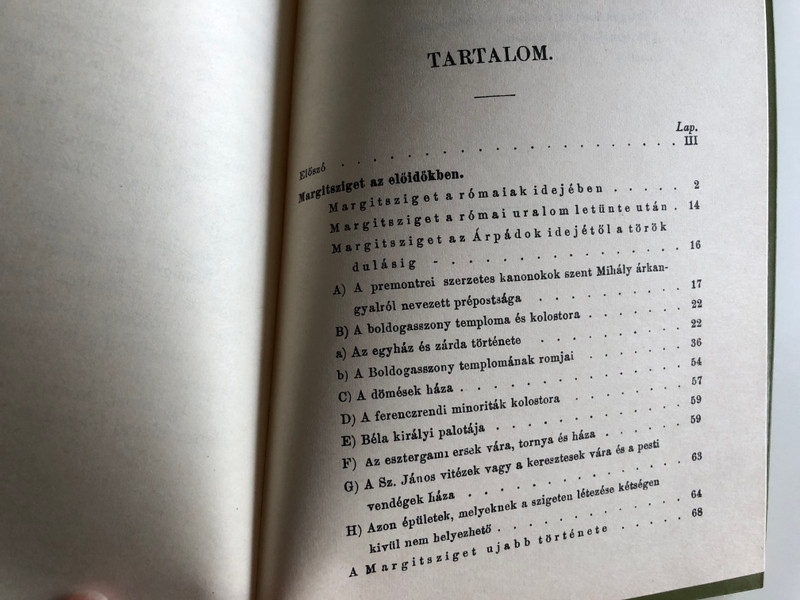 TARTALOM.
Lap.
Előszó . . . . . . . . . . . . . . . . . . . III
Margitsziget az előidőkben.
Margitsziget a rómaiak idejében . . . . . 2
Margitsziget a római uralom letünte után . 14
Margitsziget az Árpádok idejétől a török
dulásig - . . . . . . . . . . . . 16
A) A premontrei szerzetes kanonokok szent Mihály árkan-
gyalról nevezett prépostsága . . . . . . . . 17
B) A boldogasszony temploma és kolostora . . . . . 22
a) Az egyház és zárda története . . . . . . . . 22
b) A Boldogasszony templomának romjai . . . . . 36
C) A dömések háza . . . . . . . . . . . . 54
D) A ferenczrendi minoriták kolostora . . . . . . 57
E) Béla királyi palotája . . . . . . . . . . 59
F) Az esztergami ersek vára, tornya és háza . . . . 59
G) A Sz. János vitézek vagy a keresztesek vára és a pesti
vendégek háza . . . . . . . . . . . 63
H) Azon épületek, melyeknek a szigeten létezése kétségen
kivül nem helyezhető . . . . . . . . . 64
A Margitsziget ujabb története . . . . . 68